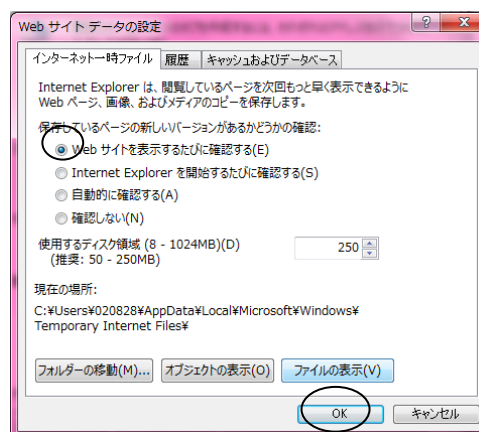 Web サイト データの設定
インターネット一時ファイル 履歴 キャッシュおよびデータベース
Internet Explorer は、閲覧しているページを次回もっと早く表示できるように
Web ページ、画像、およびメディアのコピーを保存します。
保存しているページの新しいバージョンがあるかどうかの確認:
Web サイトを表示するたびに確認する(E)
Internet Explorer を開始するたびに確認する(S)
自動的に確認する(A)
確認しない(N)
使用するディスク領域 (8 - 1024MB)(D) 250
(推奨: 50 - 250MB)
現在の場所:
C:¥Users¥020828¥AppData¥Local¥Microsoft¥Windows¥
Temporary Internet Files¥
フォルダーの移動(M)... オブジェクトの表示(O) ファイルの表示(V)
OK キャンセル